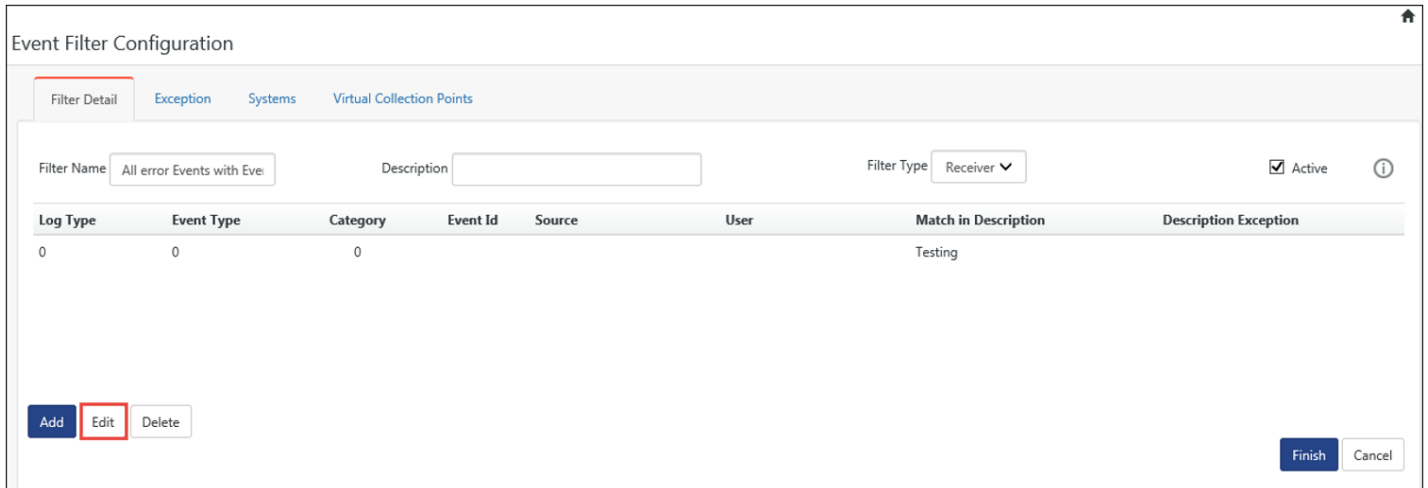 Event Filter Configuration
Filter Detail Exception Systems Virtual Collection Points
Filter Name All error Events with Eve Description Filter Type Receiver Active
Log Type Event Type Category Event Id Source User Match in Description Description Exception
0 0 0 Testing
Add Edit Delete
Finish Cancel